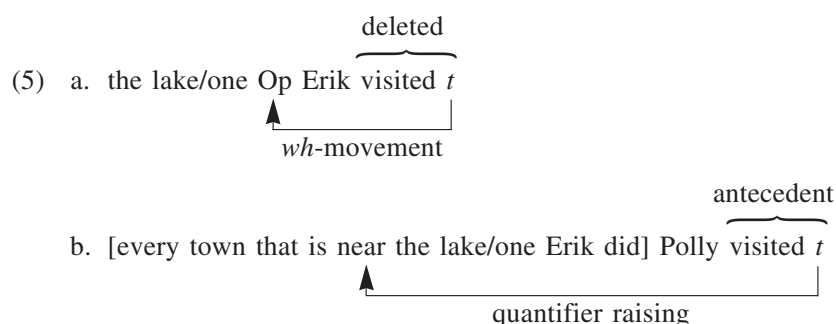 deleted
(5) a. the lake/one Op Erik visited t
wh-movement
antecedent
b. [every town that is near the lake/one Erik did] Polly visited t
quantifier raising